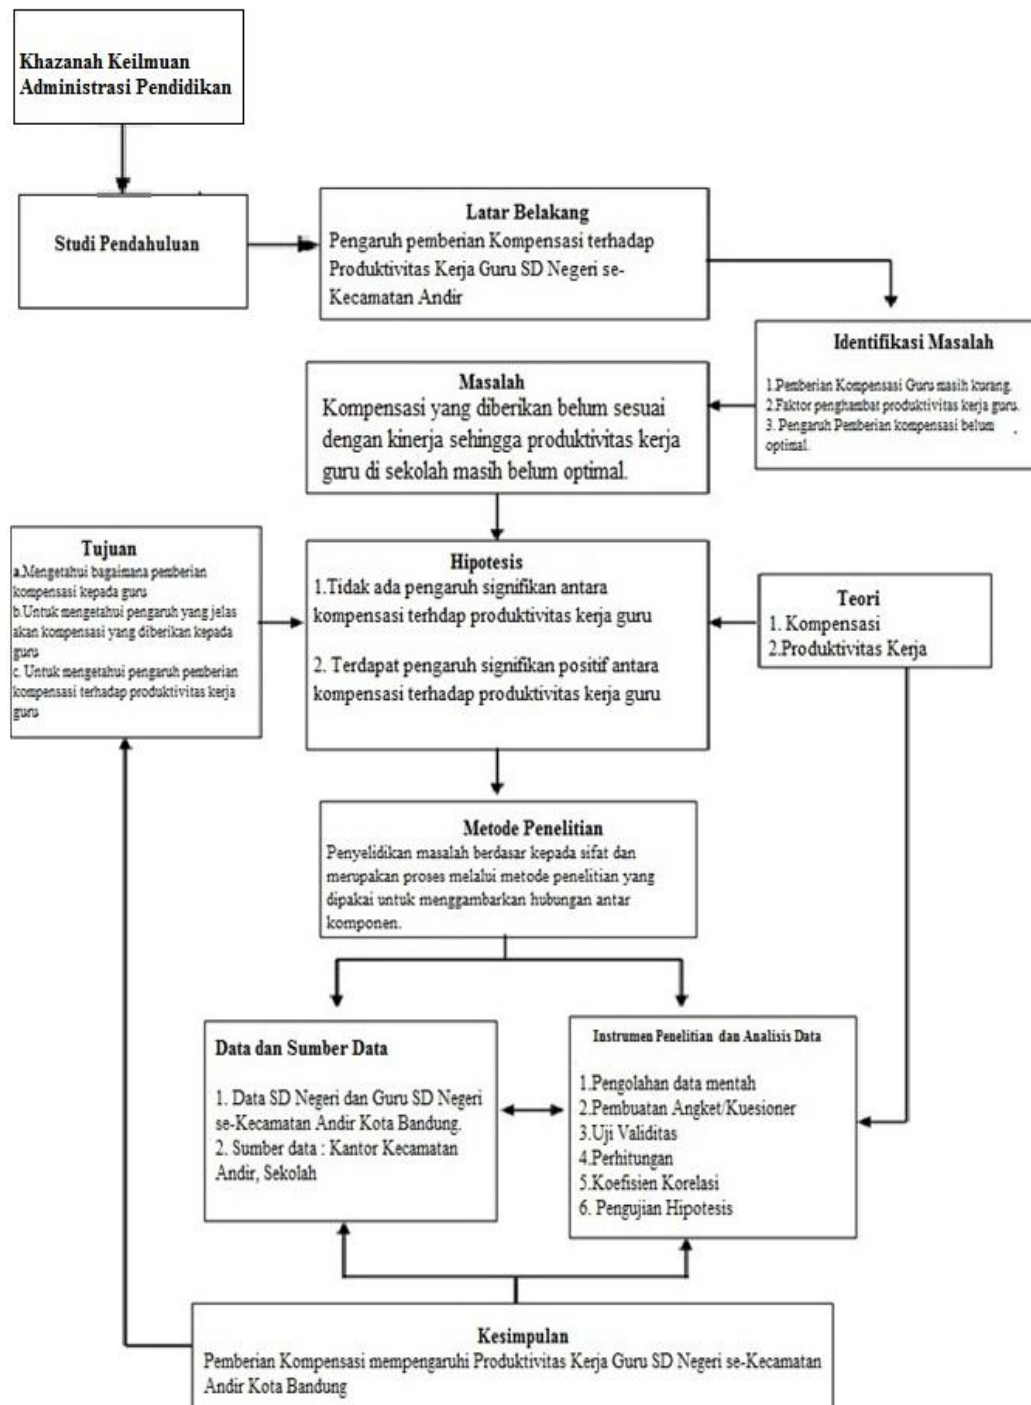 Khazanah Keilmuan
Administrasi Pendidikan
Studi Pendahuluan
Latar Belakang
Pengaruh pemberian Kompensasi terhadap
Produktivitas Kerja Guru SD Negeri se-
Kecamatan Andir
Identifikasi Masalah
1.Pemberian Kompensasi Guru masih kurang.
2.Faktor penghambat produktivitas kerja guru.
3. Pengaruh Pemberian kompensasi belum
optimal.
Masalah
Kompensasi yang diberikan belum sesuai
dengan kinerja sehingga produktivitas kerja
guru di sekolah masih belum optimal.
Tujuan
a.Mengetahui bagaimana pemberian
kompensasi kepada guru
b.Untuk mengetahui pengaruh yang jelas
akan kompensasi yang diberikan kepada
guru
c. Untuk mengetahui pengaruh pemberian
kompensasi terhadap produktivitas kerja
guru
Hipotesis
1.Tidak ada pengaruh signifikan antara
kompensasi terhdap produktivitas kerja guru
2. Terdapat pengaruh signifikan positif antara
kompensasi terhadap produktivitas kerja guru
Teori
1. Kompensasi
2.Produktivitas Kerja
Metode Penelitian
Penyelidikan masalah berdasar kepada sifat dan
merupakan proses melalui metode penelitian yang
dipakai untuk menggambarkan hubungan antar
komponen.
Data dan Sumber Data
1. Data SD Negeri dan Guru SD Negeri
se-Kecamatan Andir Kota Bandung.
2. Sumber data : Kantor Kecamatan
Andir, Sekolah
Instrumen Penelitian dan Analisis Data
1.Pengolahan data mentah
2.Pembuatan Angket/Kuesioner
3.Uji Validitas
4.Perhitungan
5.Koefisien Korelasi
6. Pengujian Hipotesis
Kesimpulan
Pemberian Kompensasi mempengaruhi Produktivitas Kerja Guru SD Negeri se-Kecamatan
Andir Kota Bandung